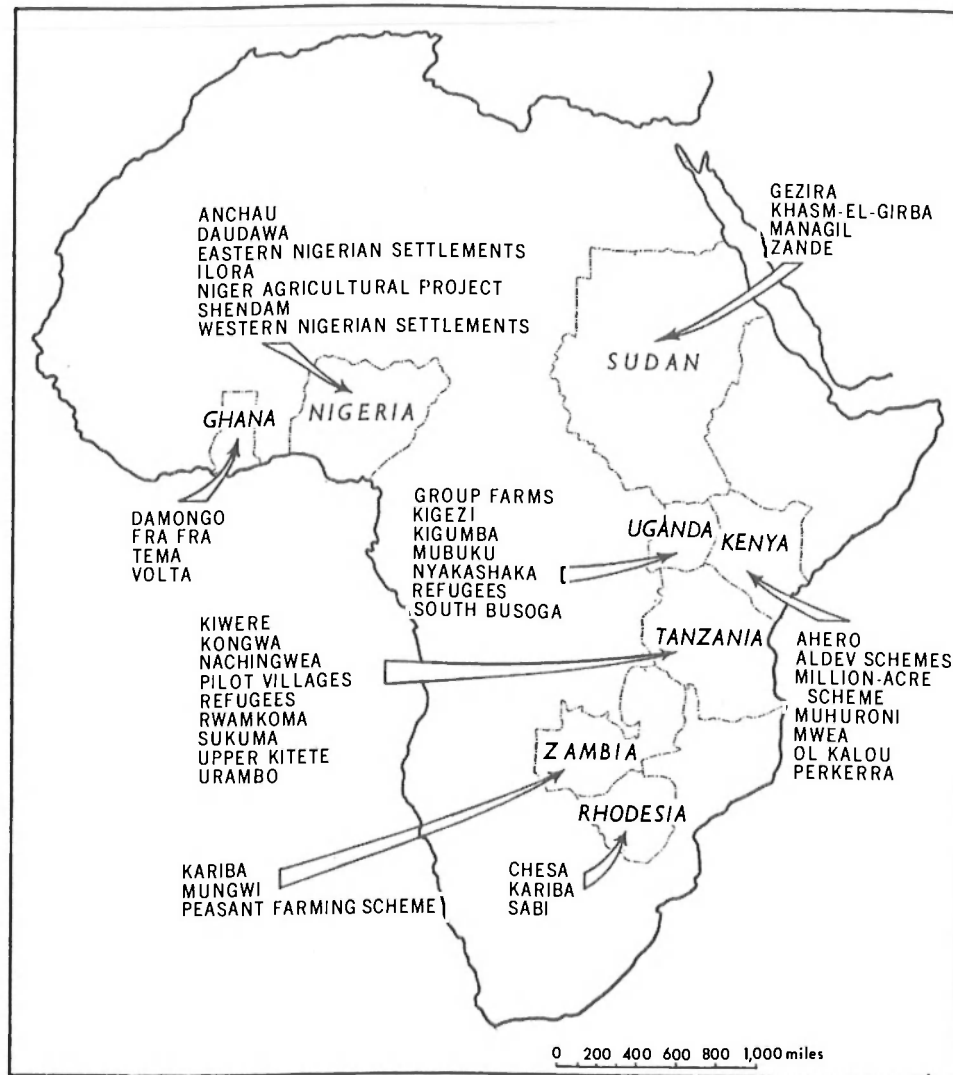 ANCHAU
DAUDAWA
EASTERN NIGERIAN SETTLEMENTS
ILORA
NIGER AGRICULTURAL PROJECT
SHENDAM
WESTERN NIGERIAN SETTLEMENTS
GEZIRA
KHASM-EL-GIRBA
MANAGIL
ZANDE
SUDAN
GHANA
NIGERIA
DAMONGO
FRA FRA
TEMA
VOLTA
GROUP FARMS
KIGEZI
KIGUMBA
MUBUKU
NYAKASHAKA
REFUGEES
SOUTH BUSOGA
UGANDA
KENYA
KIWERE
KONGWA
NACHINGWEA
PILOT VILLAGES
REFUGEES
RWAMKOMA
SUKUMA
UPPER KITETE
URAMBO
TANZANIA
AHERO
ALDEV SCHEMES
MILLION-ACRE
SCHEME
MUHURONI
MWEA
OL KALOU
PERKERRA
ZAMBIA
RHODESIA
KARIBA
MUNGWI
PEASANT FARMING SCHEME
CHESA
KARIBA
SABI
0 200 400 600 800 1,000 miles